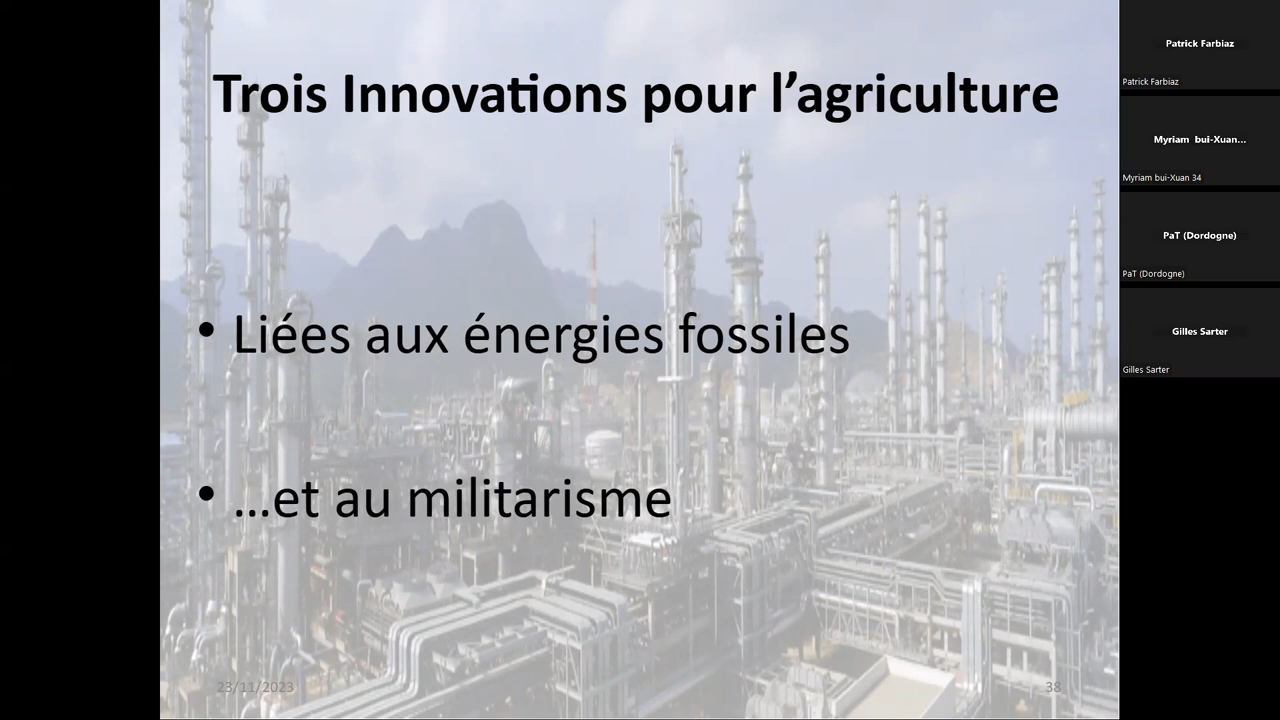 Trois Innovations pour l’agriculture
• Liées aux énergies fossiles
• …et au militarisme
23/11/2023
38
Patrick Farbiaz
Patrick Farbiaz
Myriam bui-Xuan...
Myriam bui-Xuan 34
PaT (Dordogne)
PaT (Dordogne)
Gilles Sarter
Gilles Sarter